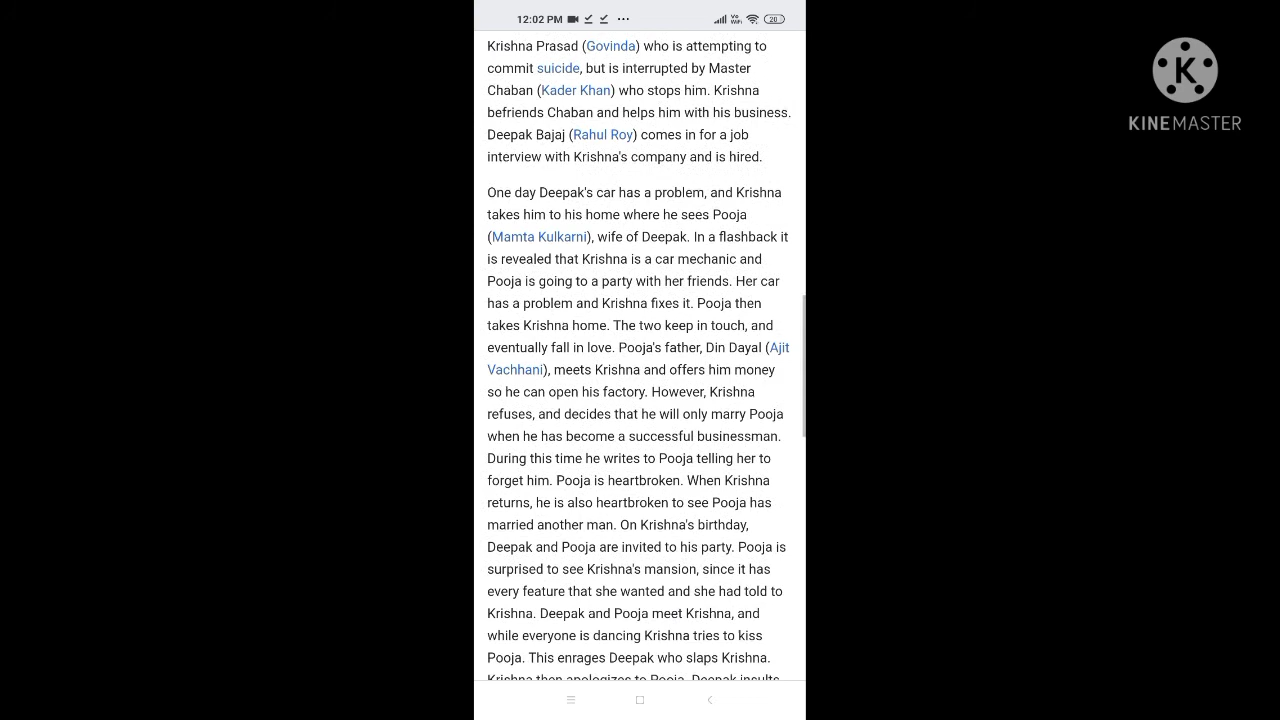 12:02 PM
Vo
WiFi
20
Krishna Prasad (Govinda) who is attempting to
commit suicide, but is interrupted by Master
Chaban (Kader Khan) who stops him. Krishna
befriends Chaban and helps him with his business.
Deepak Bajaj (Rahul Roy) comes in for a job
interview with Krishna's company and is hired.
One day Deepak's car has a problem, and Krishna
takes him to his home where he sees Pooja
(Mamta Kulkarni), wife of Deepak. In a flashback it
is revealed that Krishna is a car mechanic and
Pooja is going to a party with her friends. Her car
has a problem and Krishna fixes it. Pooja then
takes Krishna home. The two keep in touch, and
eventually fall in love. Pooja's father, Din Dayal (Ajit
Vachhani), meets Krishna and offers him money
so he can open his factory. However, Krishna
refuses, and decides that he will only marry Pooja
when he has become a successful businessman.
During this time he writes to Pooja telling her to
forget him. Pooja is heartbroken. When Krishna
returns, he is also heartbroken to see Pooja has
married another man. On Krishna's birthday,
Deepak and Pooja are invited to his party. Pooja is
surprised to see Krishna's mansion, since it has
every feature that she wanted and she had told to
Krishna. Deepak and Pooja meet Krishna, and
while everyone is dancing Krishna tries to kiss
Pooja. This enrages Deepak who slaps Krishna.
Krishna then apologizes to Pooja. Deepak insults
K
KINEMASTER